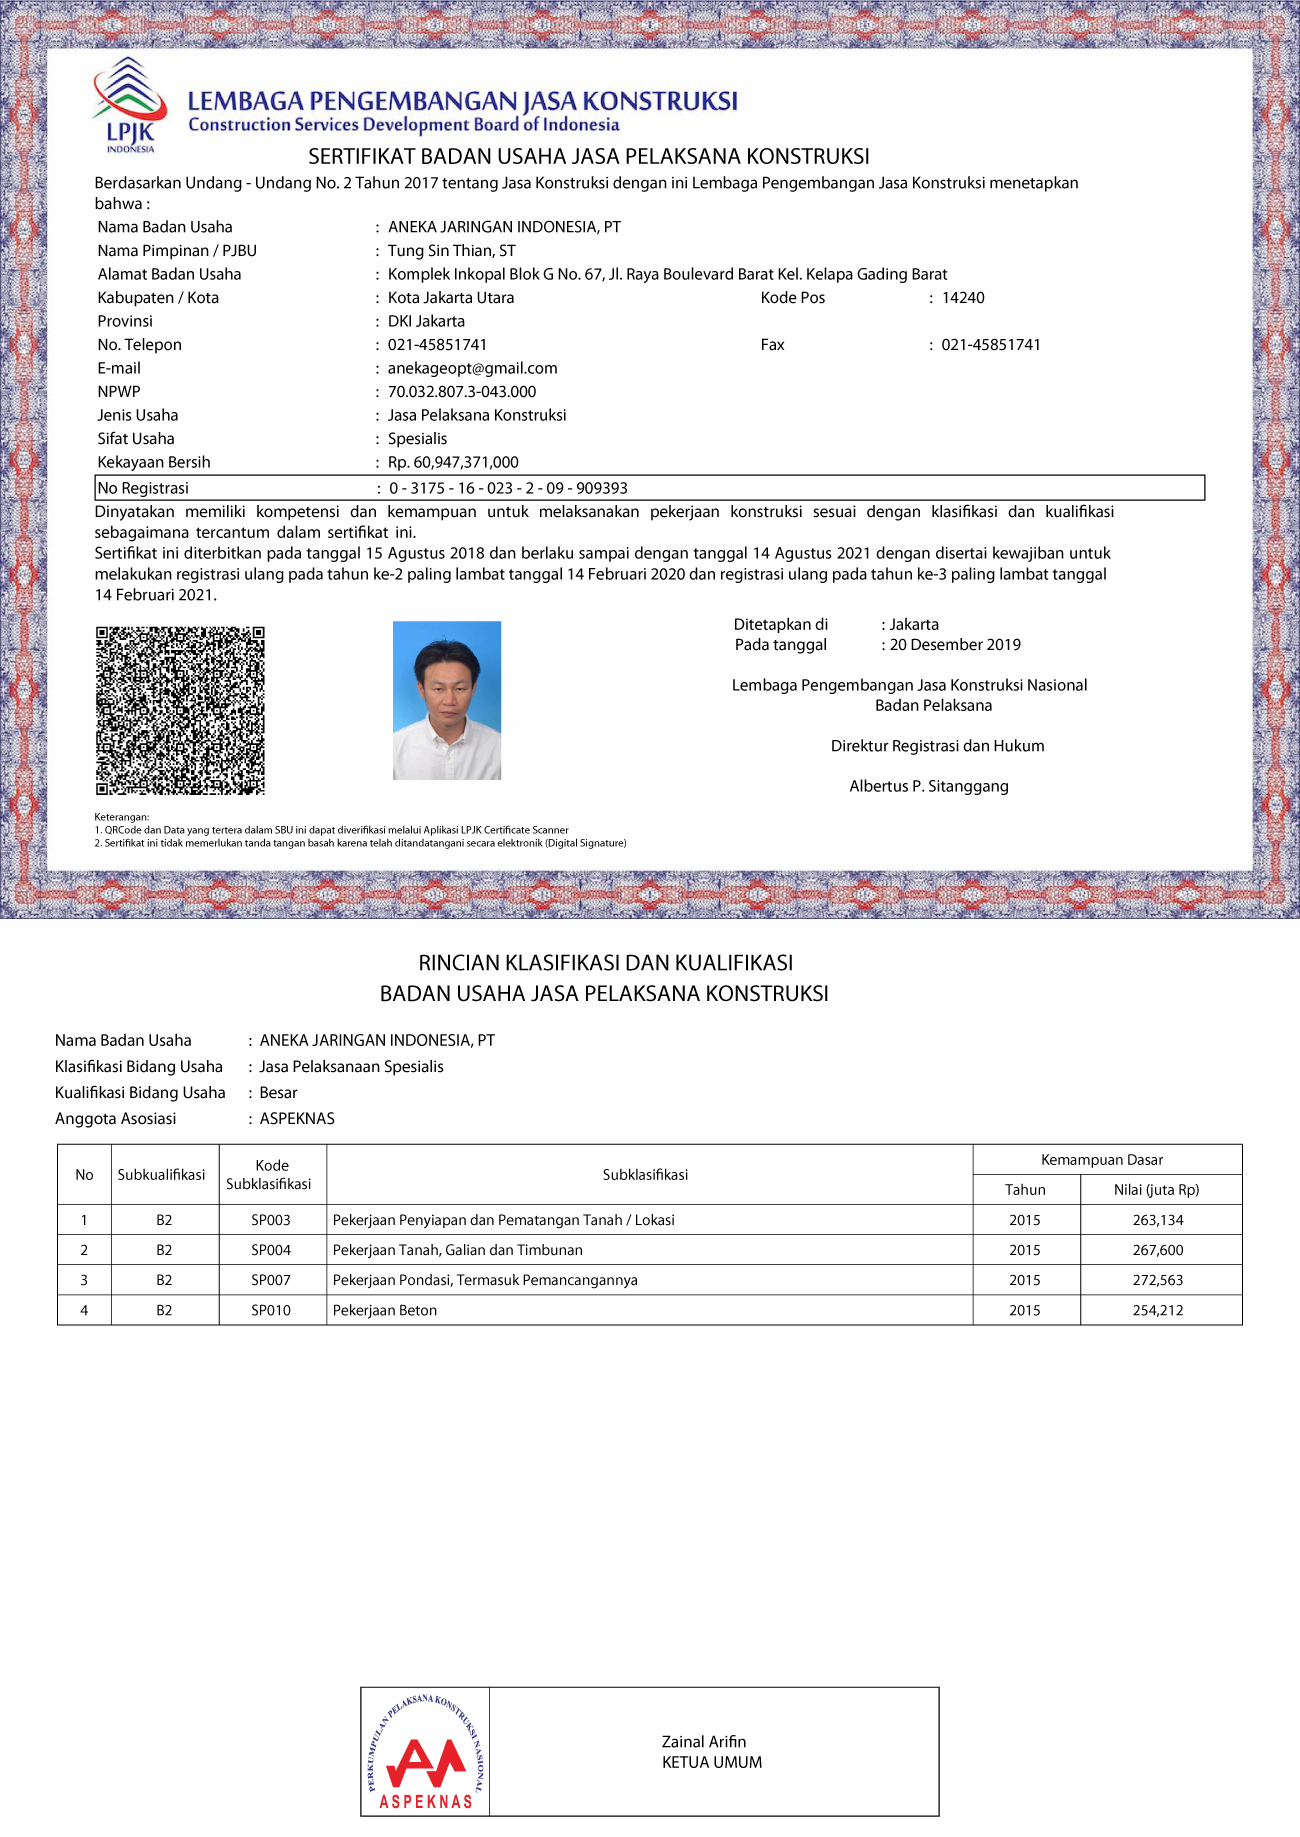 LPJK
INDONESIA
LEMBAGA PENGEMBANGAN JASA KONSTRUKSI
Construction Services Development Board of Indonesia
SERTIFIKAT BADAN USAHA JASA PELAKSANA KONSTRUKSI
Berdasarkan Undang - Undang No. 2 Tahun 2017 tentang Jasa Konstruksi dengan ini Lembaga Pengembangan Jasa Konstruksi menetapkan
bahwa :
Nama Badan Usaha : ANEKA JARINGAN INDONESIA, PT
Nama Pimpinan / PJBU : Tung Sin Thian, ST
Alamat Badan Usaha : Komplek Inkopal Blok G No. 67, Jl. Raya Boulevard Barat Kel. Kelapa Gading Barat
Kabupaten / Kota : Kota Jakarta Utara Kode Pos : 14240
Provinsi : DKI Jakarta
No. Telepon : 021-45851741 Fax : 021-45851741
E-mail : anekageopt@gmail.com
NPWP : 70.032.807.3-043.000
Jenis Usaha : Jasa Pelaksana Konstruksi
Sifat Usaha : Spesialis
Kekayaan Bersih : Rp. 60,947,371,000
No Registrasi : 0 - 3175 - 16 - 023 - 2 - 09 - 909393
Dinyatakan memiliki kompetensi dan kemampuan untuk melaksanakan pekerjaan konstruksi sesuai dengan klasifikasi dan kualifikasi
sebagaimana tercantum dalam sertifikat ini.
Sertifikat ini diterbitkan pada tanggal 15 Agustus 2018 dan berlaku sampai dengan tanggal 14 Agustus 2021 dengan disertai kewajiban untuk
melakukan registrasi ulang pada tahun ke-2 paling lambat tanggal 14 Februari 2020 dan registrasi ulang pada tahun ke-3 paling lambat tanggal
14 Februari 2021.
Ditetapkan di : Jakarta
Pada tanggal : 20 Desember 2019
Lembaga Pengembangan Jasa Konstruksi Nasional
Badan Pelaksana
Direktur Registrasi dan Hukum
Albertus P. Sitanggang
Keterangan:
1. QRCode dan Data yang tertera dalam SBU ini dapat diverifikasi melalui Aplikasi LPJK Certificate Scanner
2. Sertifikat ini tidak memerlukan tanda tangan basah karena telah ditandatangani secara elektronik (Digital Signature)
RINCIAN KLASIFIKASI DAN KUALIFIKASI
BADAN USAHA JASA PELAKSANA KONSTRUKSI
Nama Badan Usaha : ANEKA JARINGAN INDONESIA, PT
Klasifikasi Bidang Usaha : Jasa Pelaksanaan Spesialis
Kualifikasi Bidang Usaha : Besar
Anggota Asosiasi : ASPEKNAS
No Subkualifikasi Kode Subklasifikasi Subklasifikasi Kemampuan Dasar
Tahun Nilai (juta Rp)
1 B2 SP003 Pekerjaan Penyiapan dan Pematangan Tanah / Lokasi 2015 263,134
2 B2 SP004 Pekerjaan Tanah, Galian dan Timbunan 2015 267,600
3 B2 SP007 Pekerjaan Pondasi, Termasuk Pemancangannya 2015 272,563
4 B2 SP010 Pekerjaan Beton 2015 254,212
PERKUMPULAN PELAKSANA KONSTRUKSI NASIONAL
ASPEKNAS
Zainal Arifin
KETUA UMUM